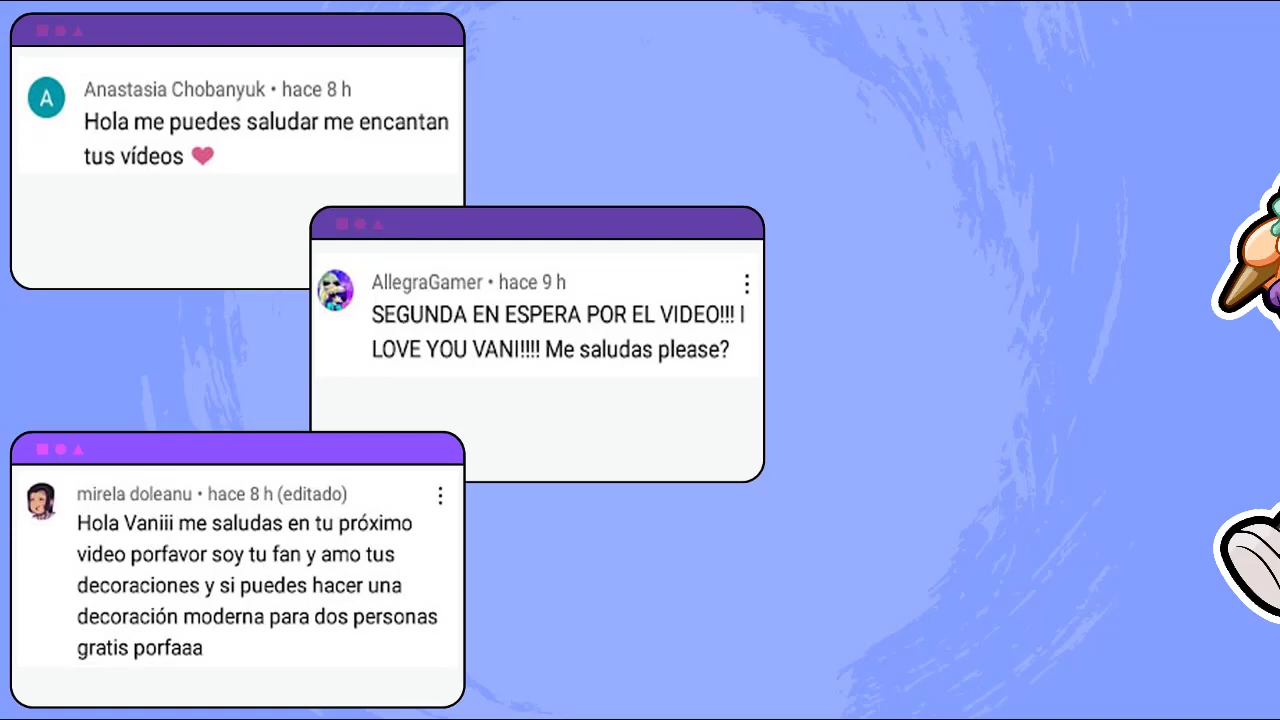 A
Anastasia Chobanyuk • hace 8 h
Hola me puedes saludar me encantan
tus vídeos ❤
AllegraGamer • hace 9 h
SEGUNDA EN ESPERA POR EL VIDEO!!! I
LOVE YOU VANI!!!! Me saludas please?
mirela doleanu • hace 8 h (editado)
Hola Vaniii me saludas en tu próximo
video porfavor soy tu fan y amo tus
decoraciones y si puedes hacer una
decoración moderna para dos personas
gratis porfaaa